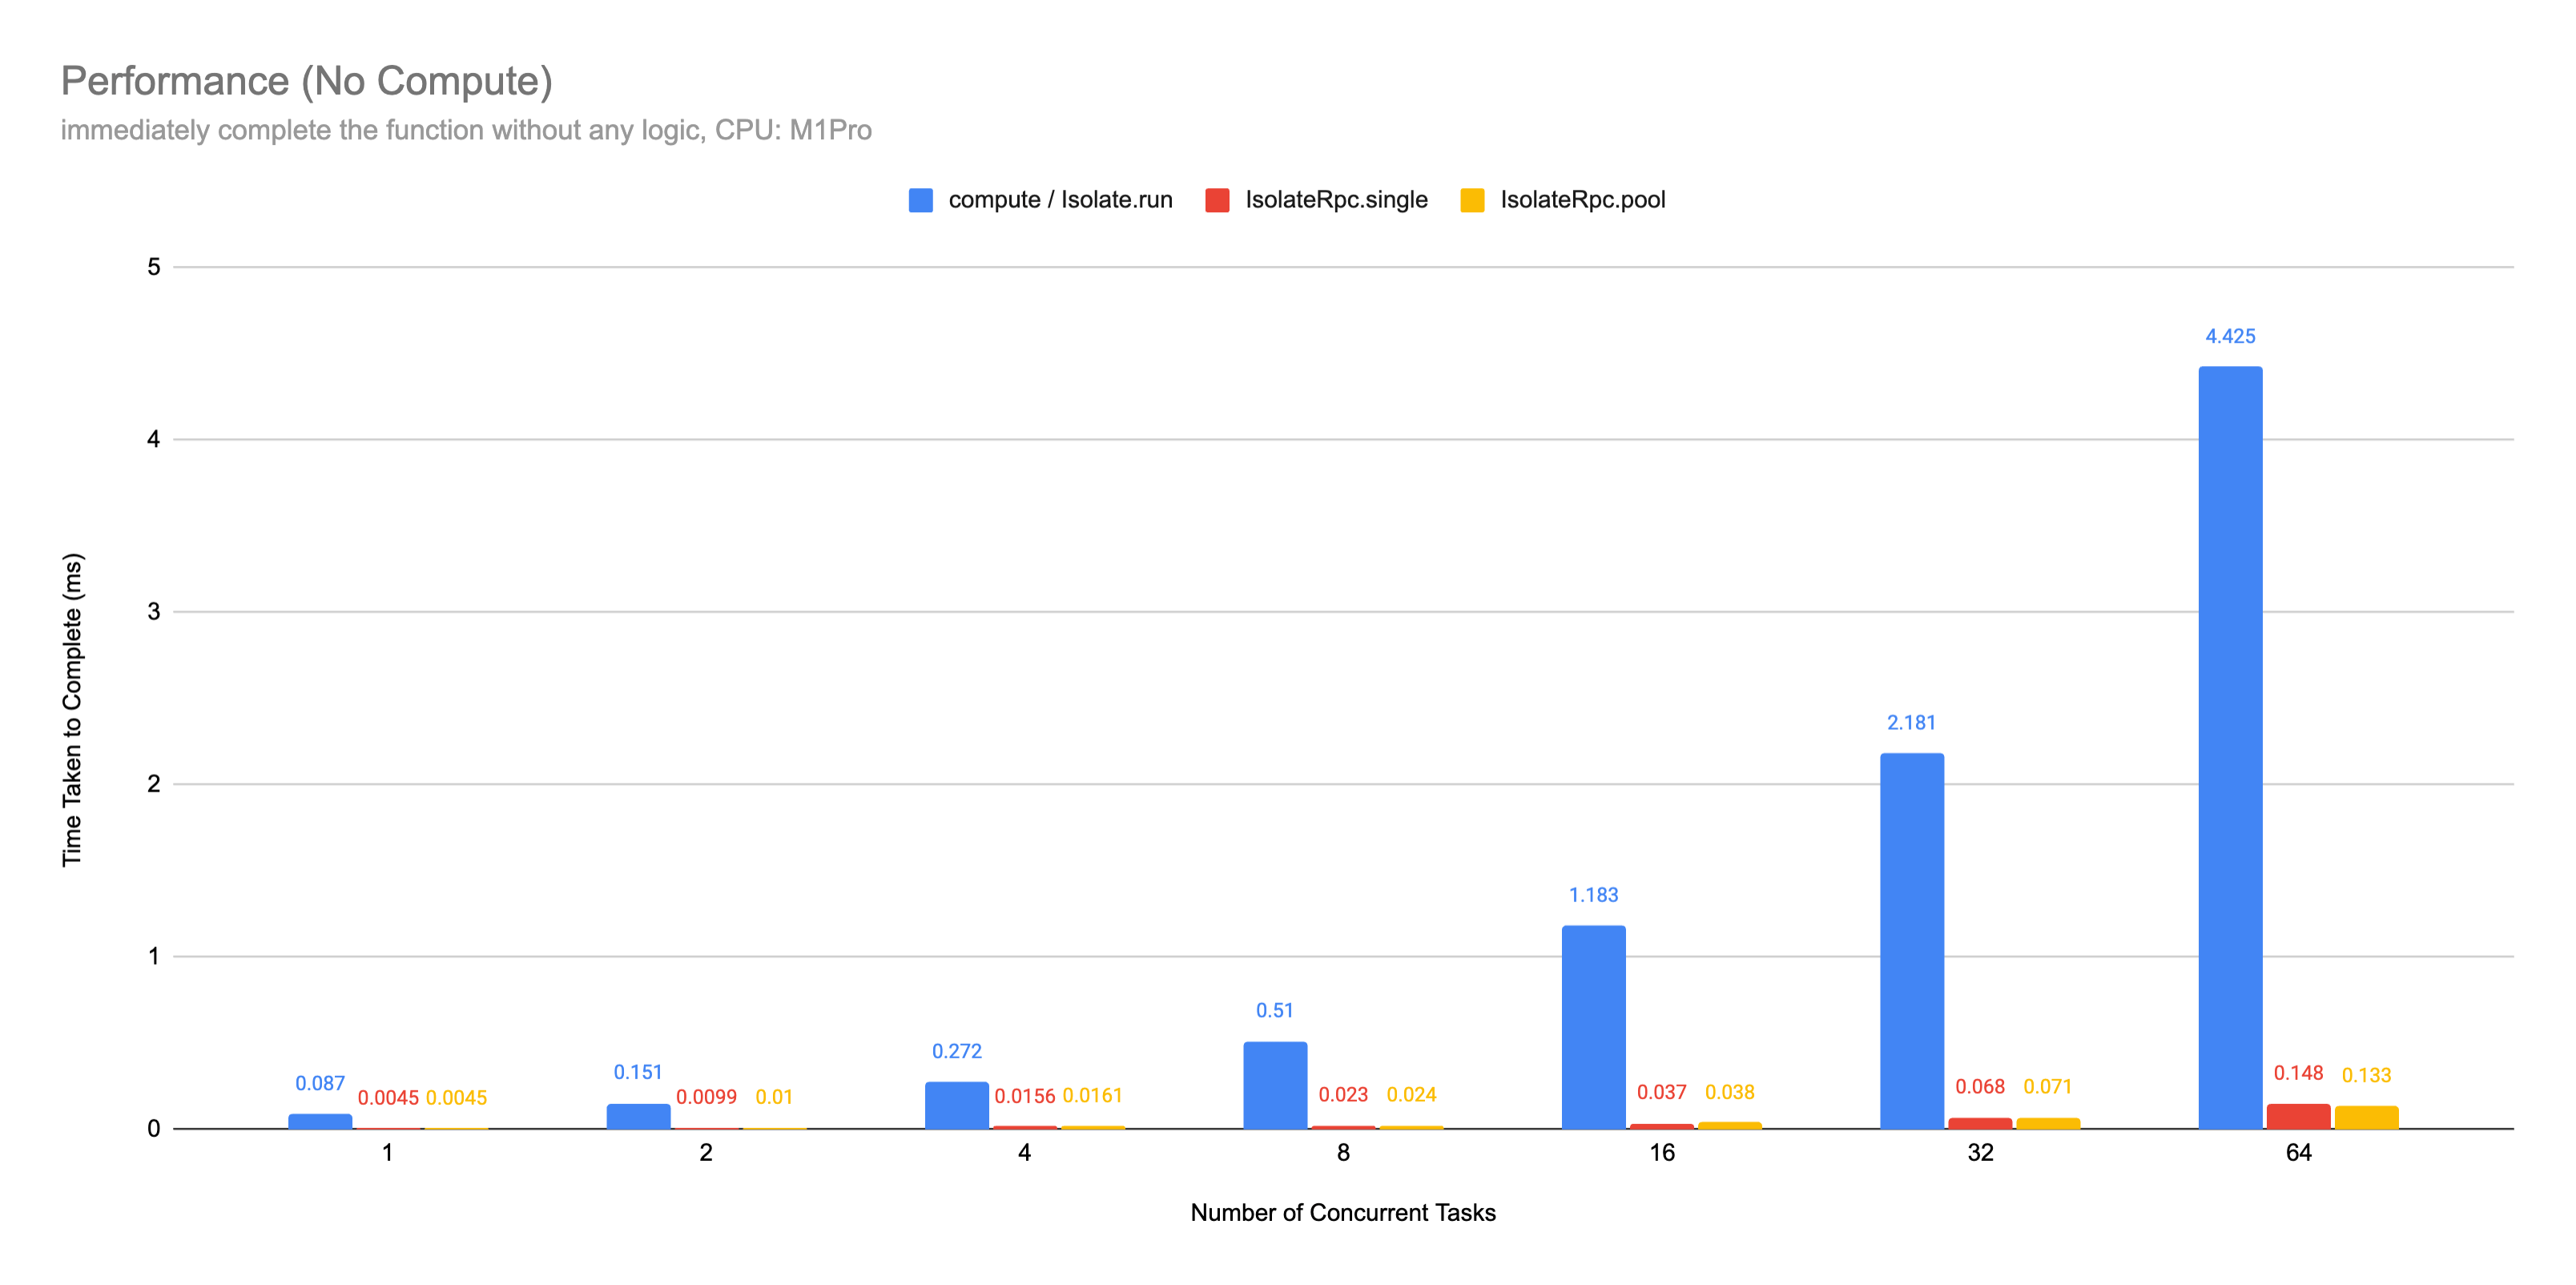 Performance (No Compute)
immediately complete the function without any logic, CPU: M1Pro
compute / Isolate.run IsolateRpc.single IsolateRpc.pool
Time Taken to Complete (ms)
5
4
3
2
1
0
0.087 0.0045 0.0045
0.151 0.0099 0.01
0.272 0.0156 0.0161
0.51 0.023 0.024
1.183 0.037 0.038
2.181 0.068 0.071
4.425 0.148 0.133
1 2 4 8 16 32 64
Number of Concurrent Tasks